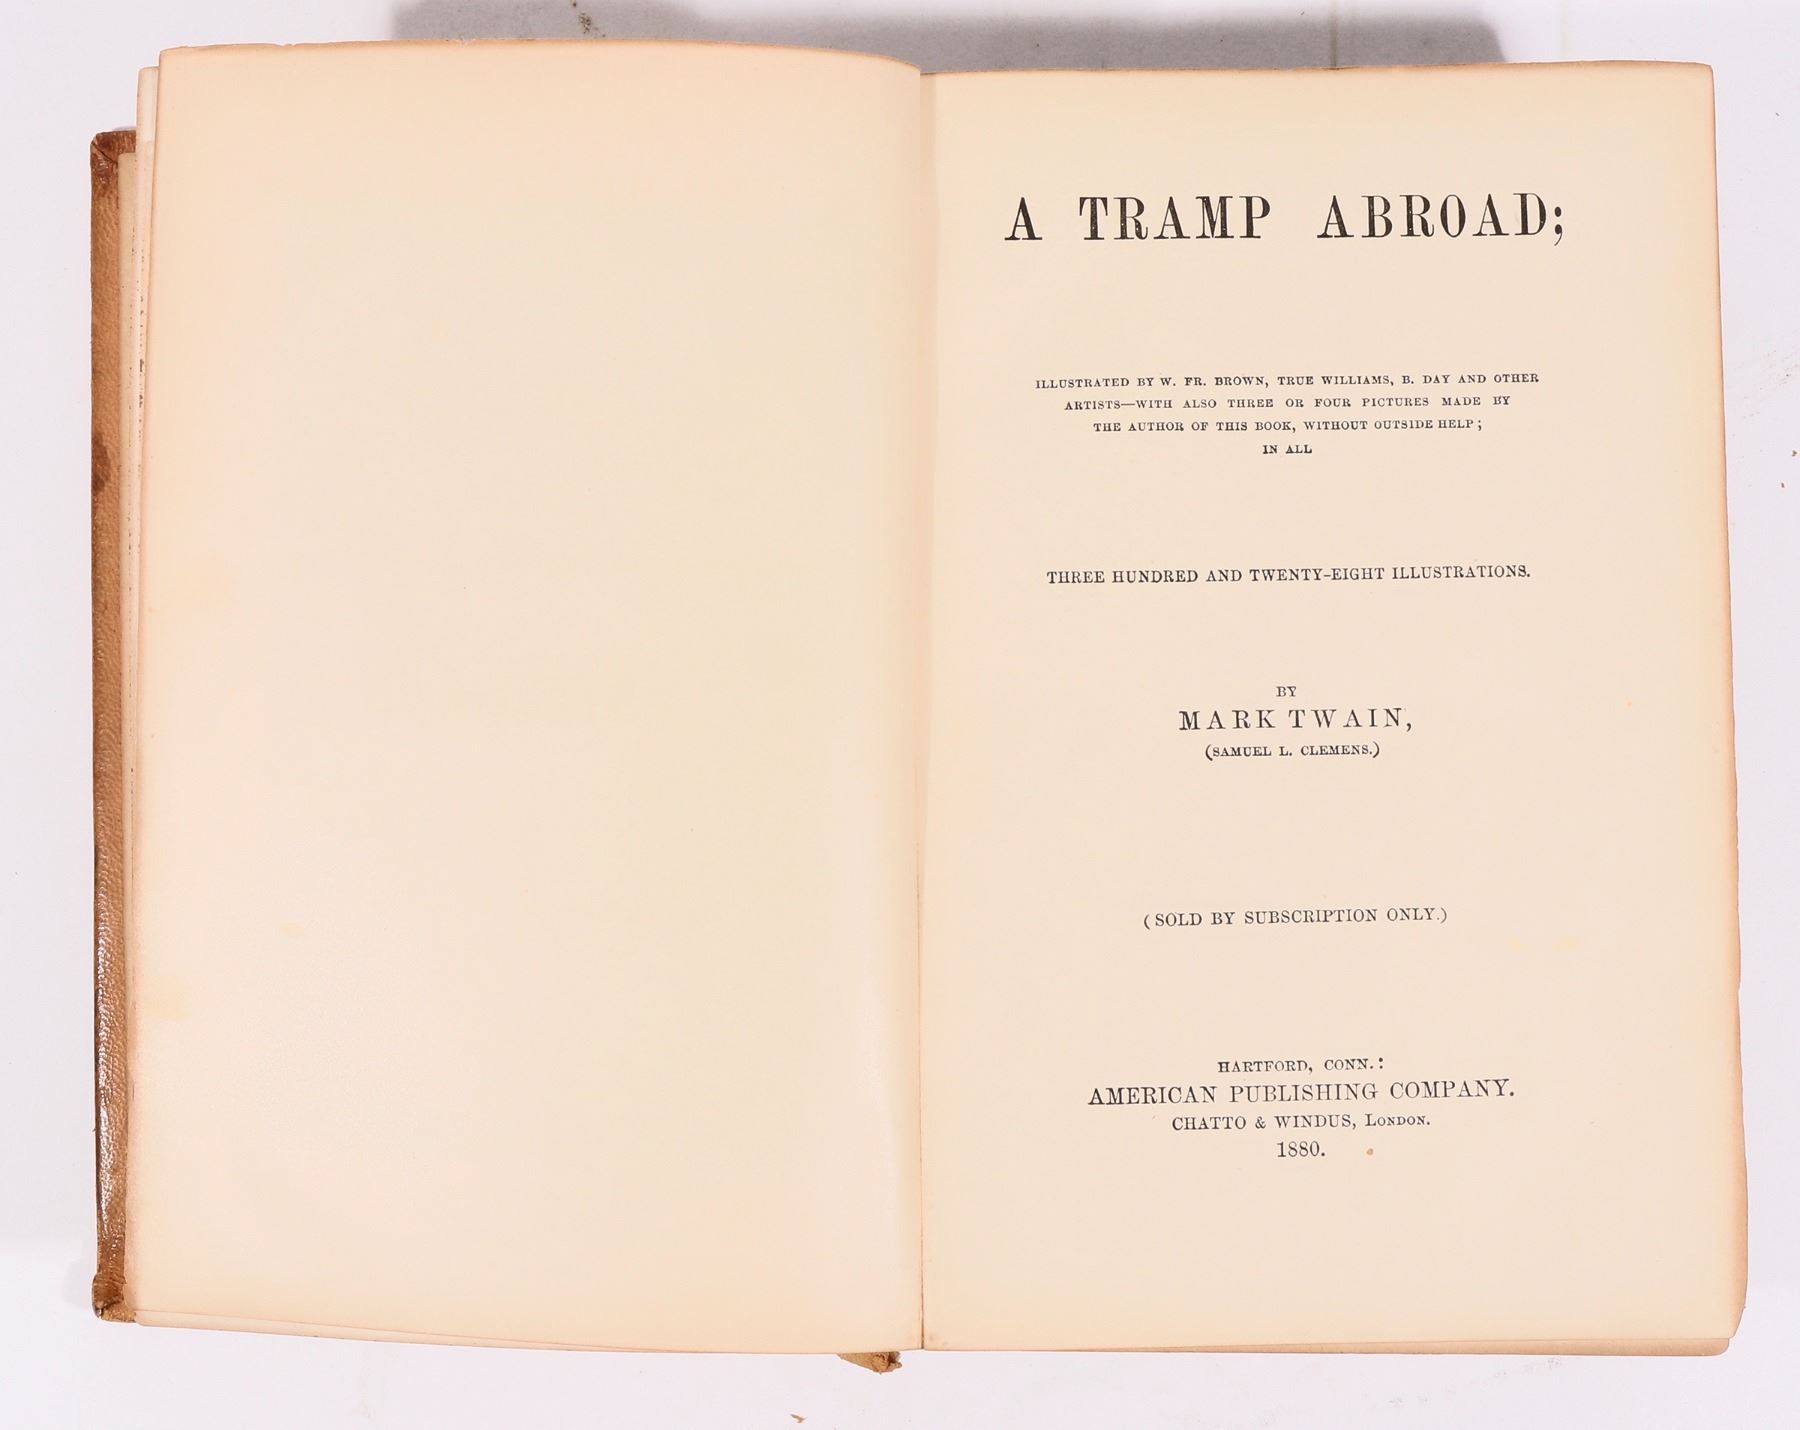 A TRAMP ABROAD;
ILLUSTRATED BY W. FR. BROWN, TRUE WILLIAMS, B. DAY AND OTHER
ARTISTS—WITH ALSO THREE OR FOUR PICTURES MADE BY
THE AUTHOR OF THIS BOOK, WITHOUT OUTSIDE HELP;
IN ALL
THREE HUNDRED AND TWENTY-EIGHT ILLUSTRATIONS.
BY
MARK TWAIN,
(SAMUEL L. CLEMENS.)
(SOLD BY SUBSCRIPTION ONLY.)
HARTFORD, CONN.:
AMERICAN PUBLISHING COMPANY.
CHATTO & WINDUS, LONDON.
1880.